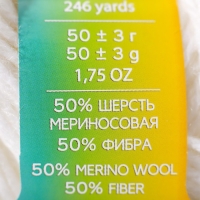 246 yards
50 ± 3 г
50 ± 3 g
1,75 OZ
50% ШЕРСТЬ
МЕРИНОСОВАЯ
50% ФИБРА
50% MERINO WOOL
50% FIBER